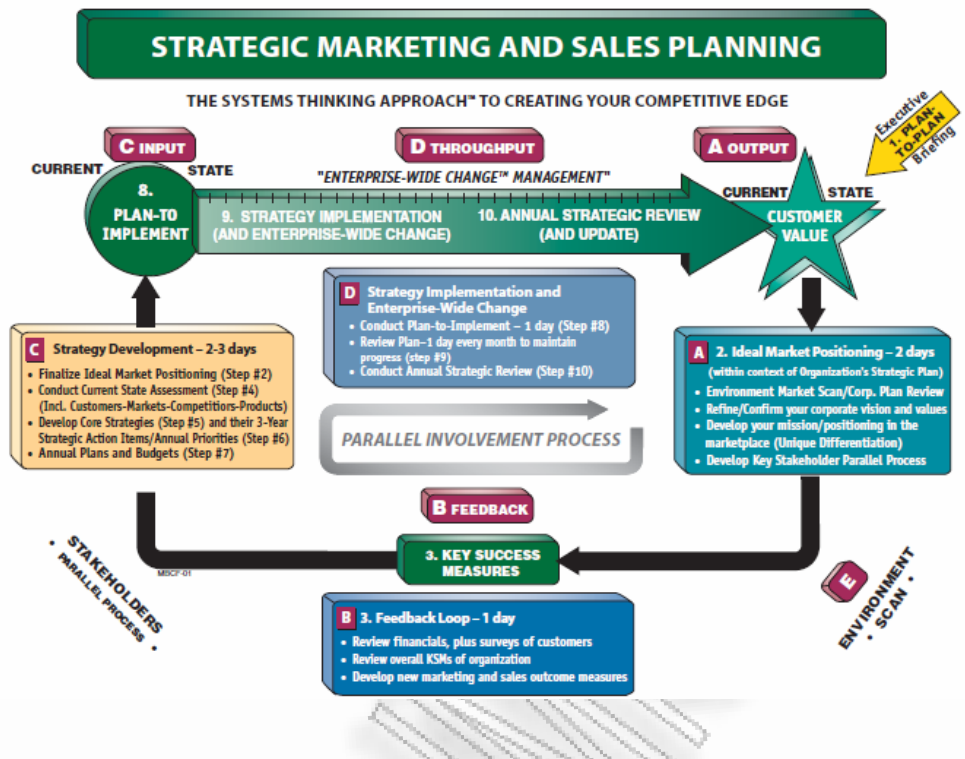 STRATEGIC MARKETING AND SALES PLANNING
THE SYSTEMS THINKING APPROACH™ TO CREATING YOUR COMPETITIVE EDGE
Executive
1. PLAN-
TO-PLAN
Briefing
C INPUT
D THROUGHPUT
A OUTPUT
CURRENT STATE
"ENTERPRISE-WIDE CHANGE™ MANAGEMENT"
8.
PLAN-TO
IMPLEMENT
9. STRATEGY IMPLEMENTATION
(AND ENTERPRISE-WIDE CHANGE)
10. ANNUAL STRATEGIC REVIEW
(AND UPDATE)
CURRENT STATE
CUSTOMER
VALUE
D Strategy Implementation and
Enterprise-Wide Change
• Conduct Plan-to-Implement – 1 day (Step #8)
• Review Plan–1 day every month to maintain
progress (step #9)
• Conduct Annual Strategic Review (Step #10)
C Strategy Development – 2-3 days
• Finalize Ideal Market Positioning (Step #2)
• Conduct Current State Assessment (Step #4)
(Incl. Customers-Markets-Competitions-Products)
• Develop Core Strategies (Step #5) and their 3-Year
Strategic Action Items/Annual Priorities (Step #6)
• Annual Plans and Budgets (Step #7)
A 2. Ideal Market Positioning – 2 days
(within context of Organization's Strategic Plan)
• Environment Market Scan/Corp. Plan Review
• Refine/Confirm your corporate vision and values
• Develop your mission/positioning in the
marketplace (Unique Differentiation)
• Develop Key Stakeholder Parallel Process
PARALLEL INVOLVEMENT PROCESS
B FEEDBACK
3. KEY SUCCESS
MEASURES
STAKEHOLDERS
• PARALLEL PROCESS •
MBCF-01
E
ENVIRONMENT
• SCAN •
B 3. Feedback Loop – 1 day
• Review financials, plus surveys of customers
• Review overall KSMs of organization
• Develop new marketing and sales outcome measures